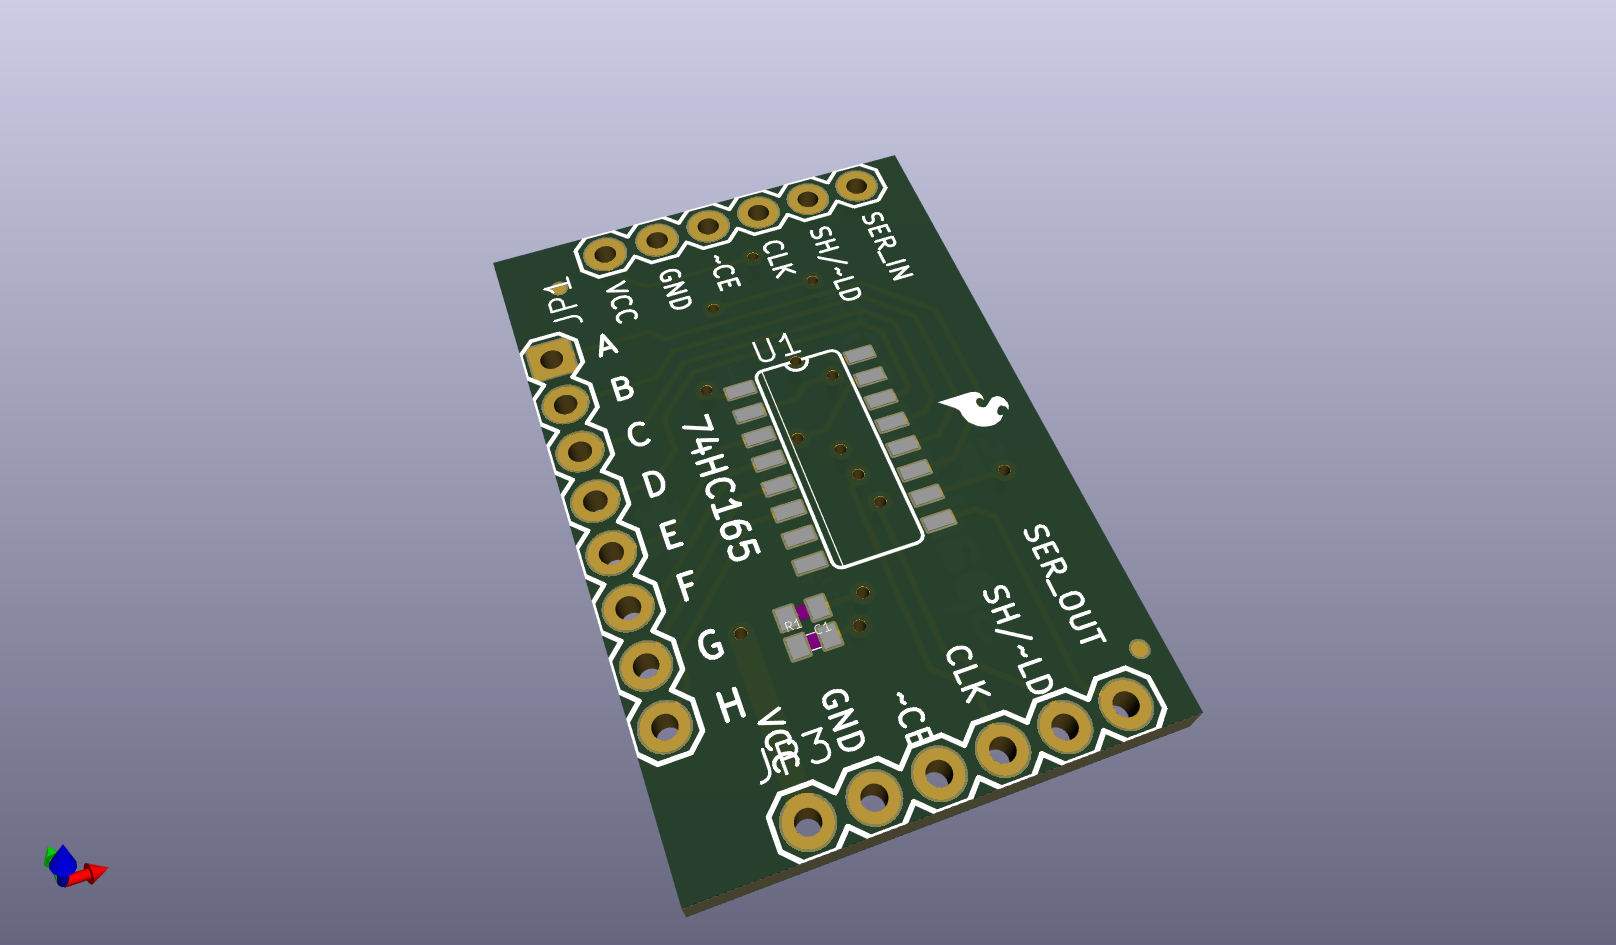 SER_IN
SH/~LD
CLK
~CE
GND
VCC
JP1
A
B
C
D
E
F
G
H
U1
74HC165
R1
C1
SER_OUT
SH/~LD
CLK
~CE
GND
VCC
JP3